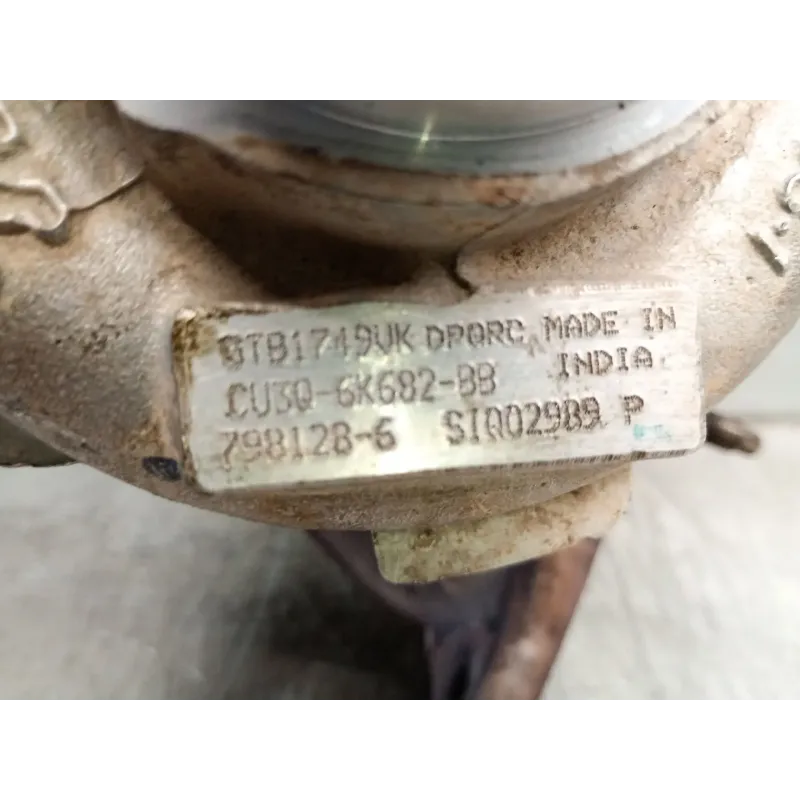 GTB1749VK DPQRC MADE IN
INDIA
CU3Q-6K682-BB
798128-6 SIQ02989 P